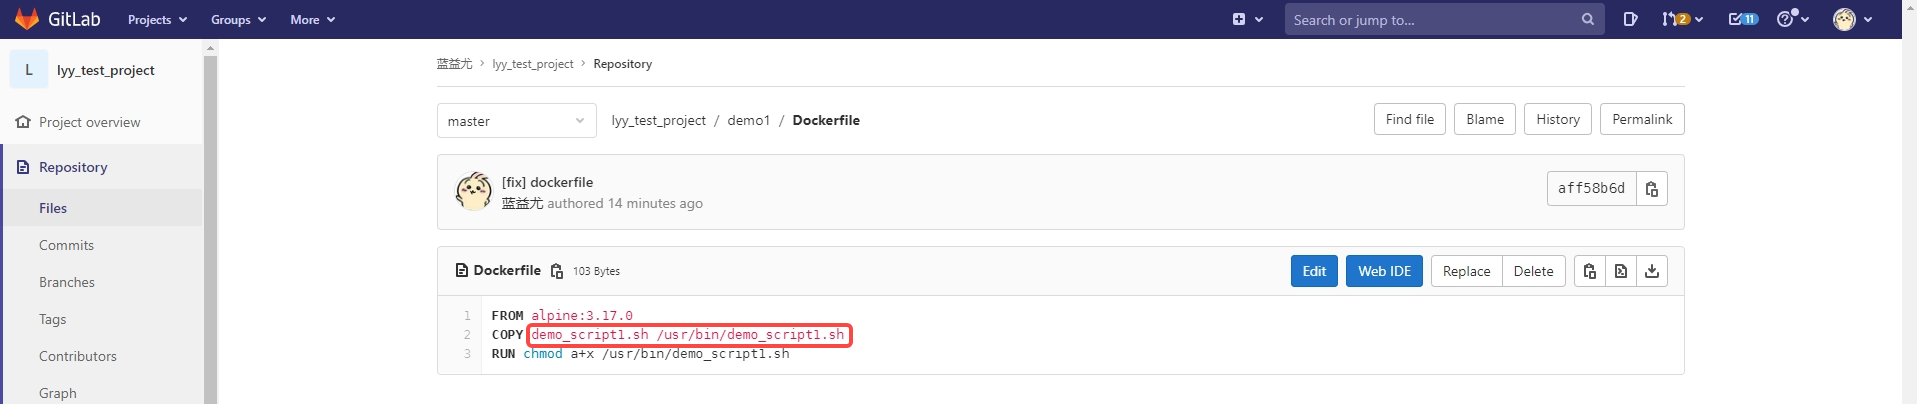 GitLab Projects Groups More Search or jump to... 2 11
L lyy_test_project
Project overview
Repository
Files
Commits
Branches
Tags
Contributors
Graph
蓝益尤 > lyy_test_project > Repository
master lyy_test_project / demo1 / Dockerfile Find file Blame History Permalink
[fix] dockerfile
蓝益尤 authored 14 minutes ago
aff58b6d
Dockerfile 103 Bytes Edit Web IDE Replace Delete
1 FROM alpine:3.17.0
2 COPY demo_script1.sh /usr/bin/demo_script1.sh
3 RUN chmod a+x /usr/bin/demo_script1.sh